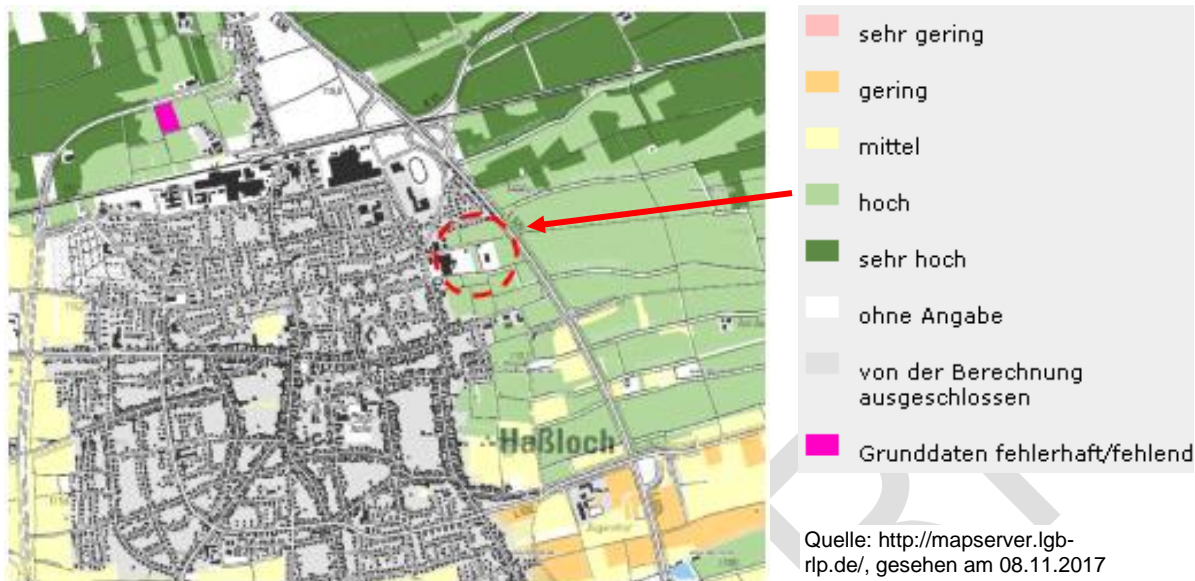 sehr gering
gering
mittel
hoch
sehr hoch
ohne Angabe
von der Berechnung
ausgeschlossen
Grunddaten fehlerhaft/fehlend
Haßloch
Quelle: http://mapserver.lgb-
rlp.de/, gesehen am 08.11.2017